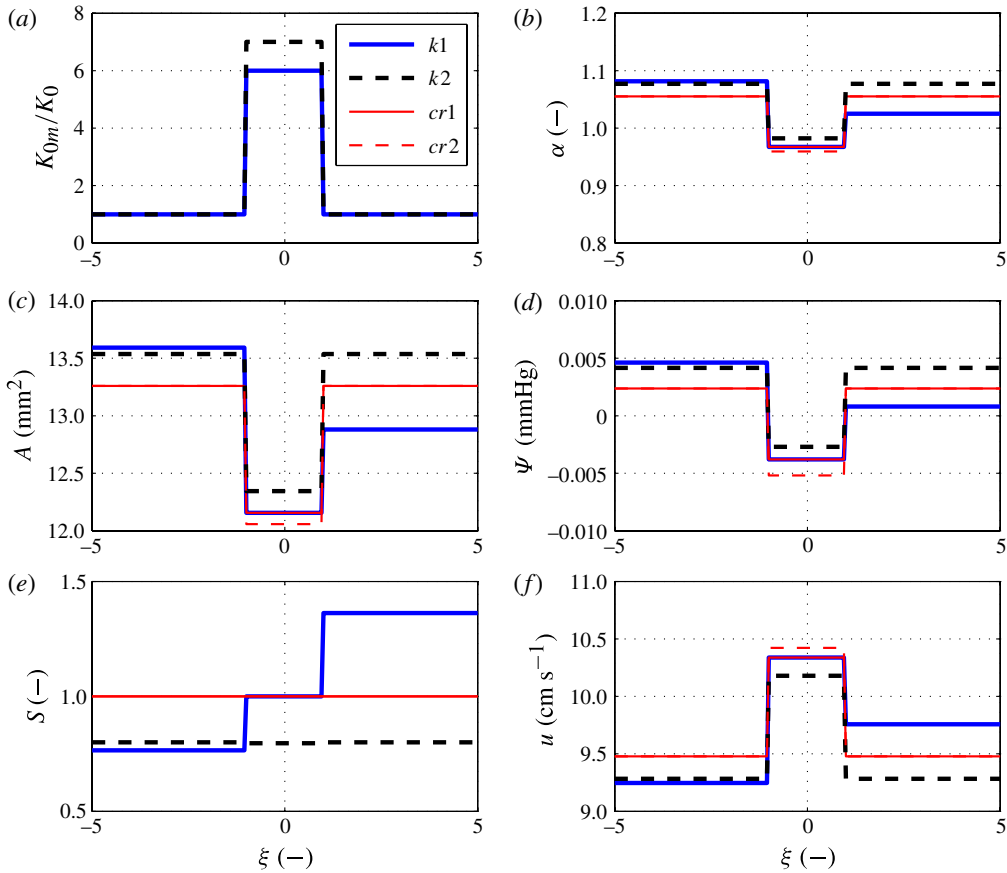 (a)
K0m/K0
8
6
4
2
0
–5
0
5
k1
k2
cr1
cr2
(b)
α (–)
1.2
1.1
1.0
0.9
0.8
–5
0
5
(c)
A (mm²)
14.0
13.5
13.0
12.5
12.0
–5
0
5
(d)
Ψ (mmHg)
0.010
0.005
0
–0.005
–0.010
–5
0
5
(e)
S (–)
1.5
1.0
0.5
–5
0
5
ξ (–)
(f)
u (cm s⁻¹)
11.0
10.5
10.0
9.5
9.0
–5
0
5
ξ (–)